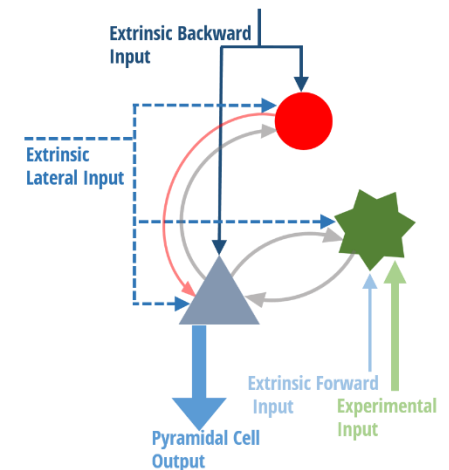 Extrinsic Backward
Input
Extrinsic
Lateral Input
Extrinsic Forward
Input
Experimental
Input
Pyramidal Cell
Output